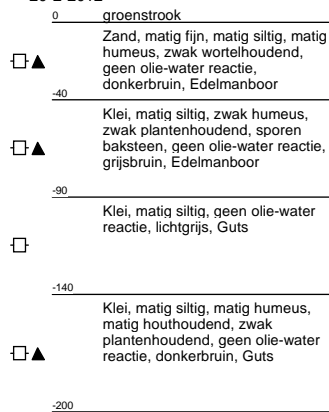 0 groenstrook
Zand, matig fijn, matig siltig, matig
humeus, zwak wortelhoudend,
geen olie-water reactie,
donkerbruin, Edelmanboor
-40
Klei, matig siltig, zwak humeus,
zwak plantenhoudend, sporen
baksteen, geen olie-water reactie,
grijsbruin, Edelmanboor
-90
Klei, matig siltig, geen olie-water
reactie, lichtgrijs, Guts
-140
Klei, matig siltig, matig humeus,
matig houthoudend, zwak
plantenhoudend, geen olie-water
reactie, donkerbruin, Guts
-200